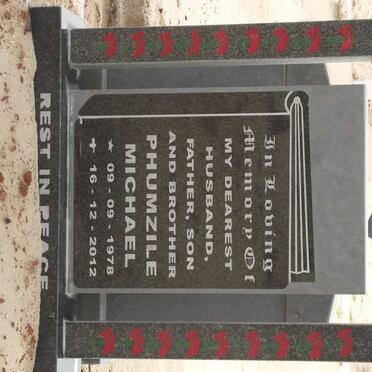 In Loving
Memory Of
MY DEAREST
HUSBAND,
FATHER, SON
AND BROTHER
PHUMZILE
MICHAEL
★ 09-09-1978
✝ 16-12-2012
REST IN PEACE